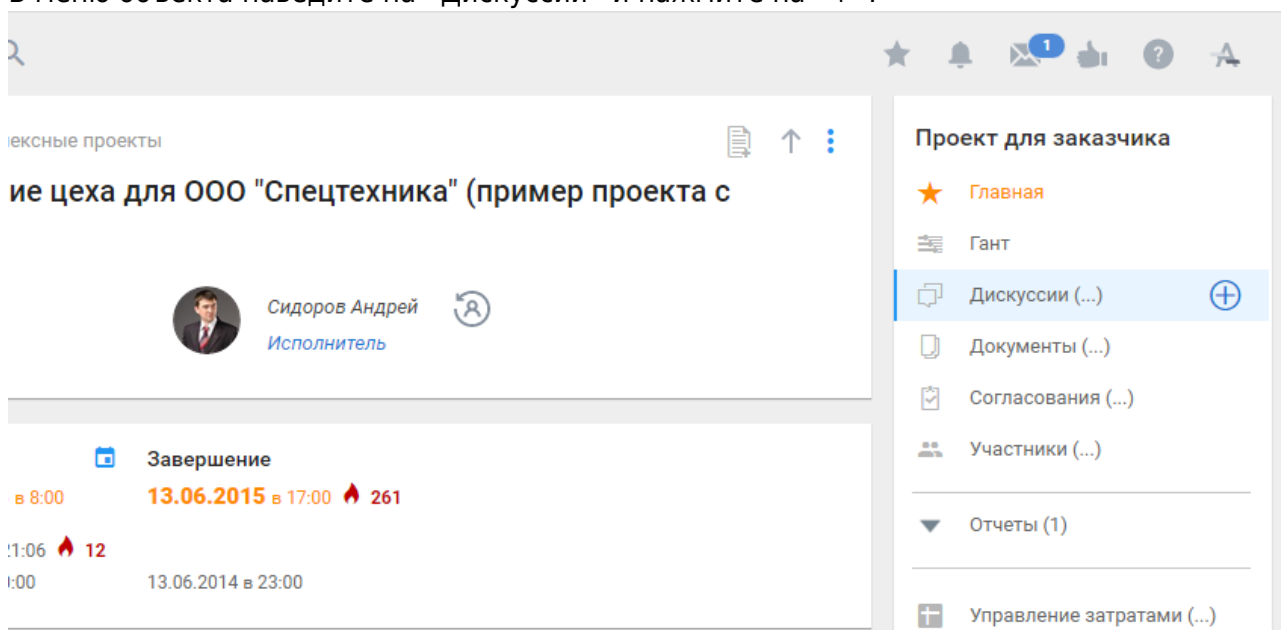 1
лексные проекты
ие цеха для ООО "Спецтехника" (пример проекта с
Сидоров Андрей
Исполнитель
Завершение
в 8:00
13.06.2015 в 17:00 261
21:06 12
:00
13.06.2014 в 23:00
Проект для заказчика
Главная
Гант
Дискуссии (...)
Документы (...)
Согласования (...)
Участники (...)
Отчеты (1)
Управление затратами (...)